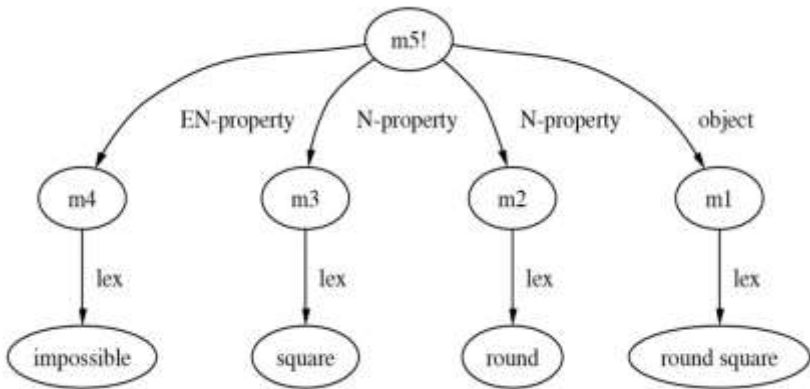 m5!
EN-property N-property N-property object
m4 m3 m2 m1
lex lex lex lex
impossible square round round square